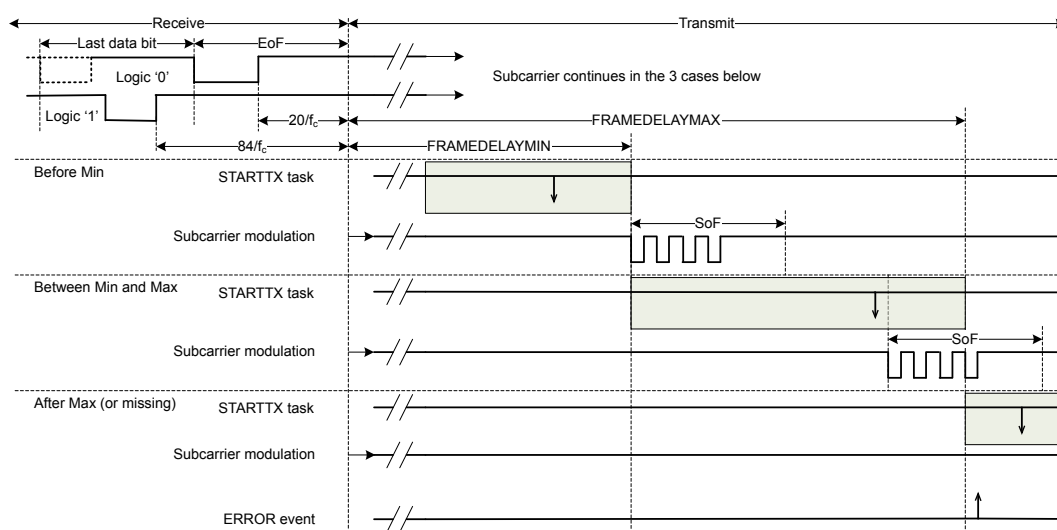 Receive
Transmit
Last data bit
EoF
Logic ‘0’
Subcarrier continues in the 3 cases below
Logic ‘1’
20/fc
FRAMEDELAYMAX
84/fc
FRAMEDELAYMIN
Before Min
STARTTX task
SoF
Subcarrier modulation
Between Min and Max
STARTTX task
SoF
Subcarrier modulation
After Max (or missing)
STARTTX task
Subcarrier modulation
ERROR event